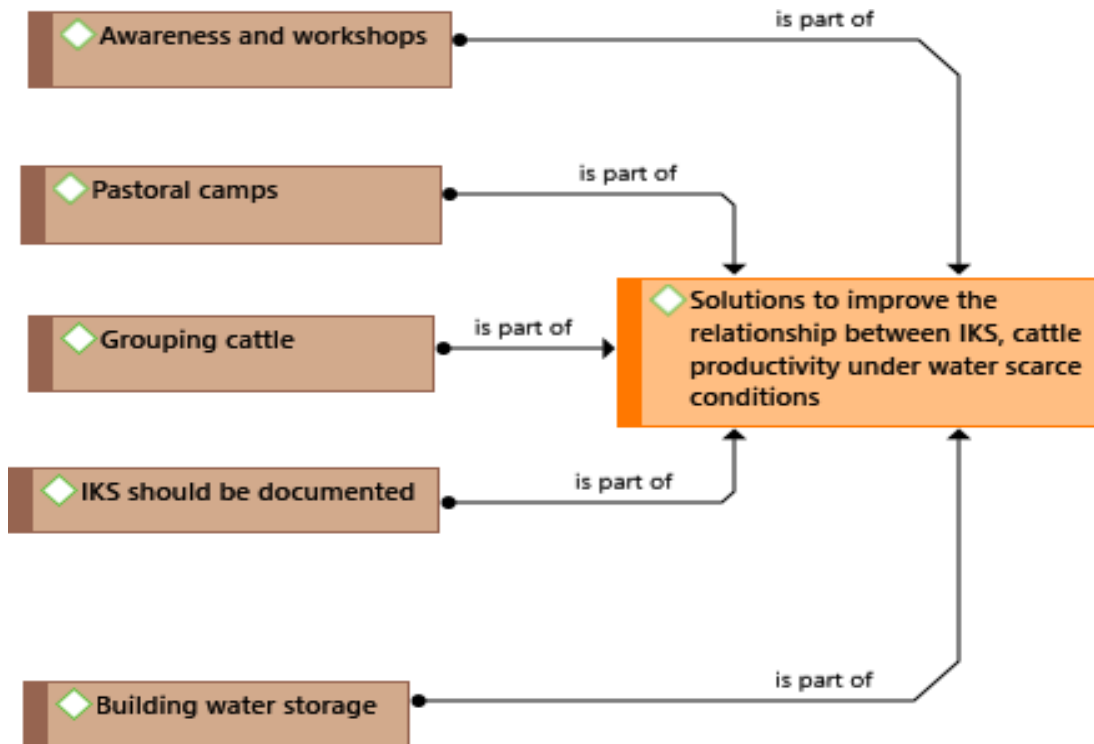 is part of
Awareness and workshops
is part of
Pastoral camps
Solutions to improve the
relationship between IKS, cattle
productivity under water scarce
conditions
is part of
Grouping cattle
is part of
IKS should be documented
is part of
Building water storage